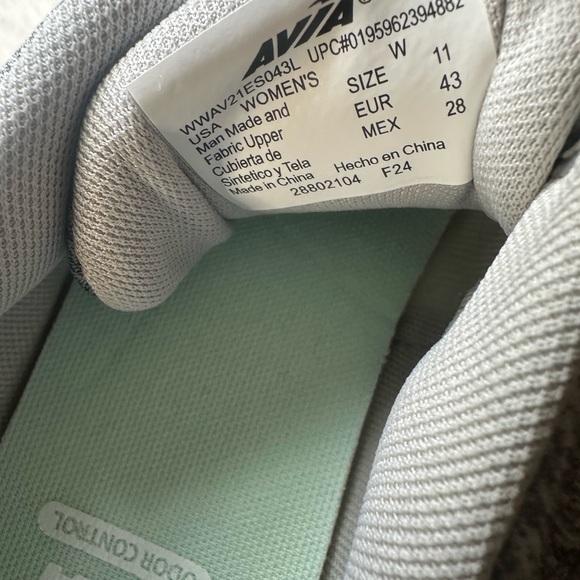 AVIA®
WWAV21ES043L UPC#0195962394882
USA WOMEN'S SIZE W 11
Man Made and EUR 43
Fabric Upper MEX 28
Cubierta de
Sintetico y Tela Hecho en China
Made in China 28802104 F24
ODOR CONTROL